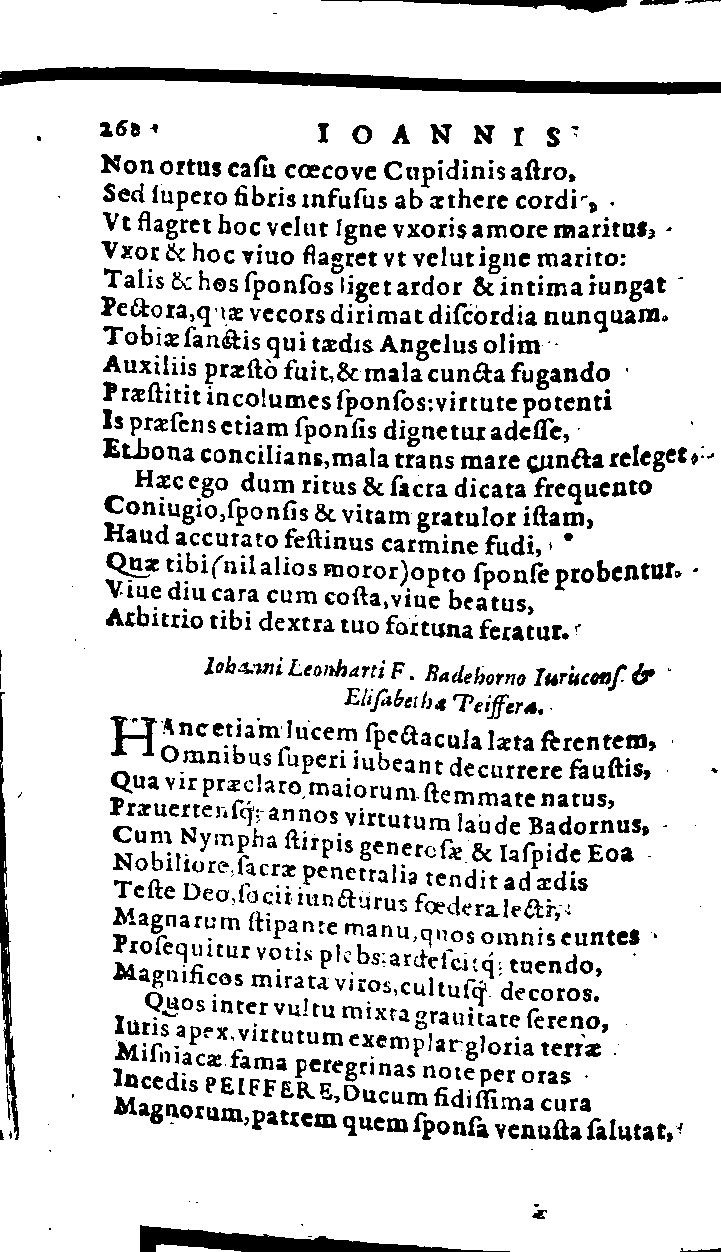 268 IOANNIS
Non ortus caſu cœcove Cupidinis aſtro,
Sed ſupero fibris infuſus ab æthere cordi,
Vt flagret hoc velut Igne vxoris amore maritus,
Vxor & hoc viuo flagret vt velut igne marito:
Talis & hos ſponſos liget ardor & intima iungat
Pectora, quæ vecors dirimat diſcordia nunquam.
Tobiæ ſanctis qui tædis Angelus olim
Auxiliis præſtò fuit, & mala cuncta fugando
Præſtitit incolumes ſponſos: virtute potenti
Is præſens etiam ſponſis dignetur adeſſe,
Et bona concilians, mala trans mare cuncta releget,
Hæc ego dum ritus & ſacra dicata frequento
Coniugio, ſponſis & vitam gratulor iſtam,
Haud accurato feſtinus carmine fudi,
Quæ tibi (nil alios moror) opto ſponſe probentur.
Viue diu cara cum coſta, viue beatus,
Arbitrio tibi dextra tuo fortuna feratur.
Iohanni Leonharti F. Badehorno Iuriiconſ. &
Eliſabethæ Peifferæ.
HAnc etiam lucem ſpectacula læta ferentem,
Omnibus ſuperi iubeant decurrere fauſtis,
Qua vir præclaro maiorum ſtemmate natus,
Præuertenſq; annos virtutum laude Badornus,
Cum Nympha ſtirpis generoſæ & Iaſpide Eoa
Nobiliore, ſacræ penetralia tendit ad ædis
Teſte Deo, ſocii iuncturus fœdera lecti,
Magnarum ſtipante manu, quos omnis euntes
Proſequitur votis plebs: ardeſcitq; tuendo,
Magnificos mirata viros, cultuſq; decoros.
Quos inter vultu mixta grauitate ſereno,
Iuris apex, virtutum exemplar gloria terræ
Miſniacæ fama peregrinas note per oras
Incedis PEIFFERE, Ducum fidiſſima cura
Magnorum, patrem quem ſponſa venuſta ſalutat,